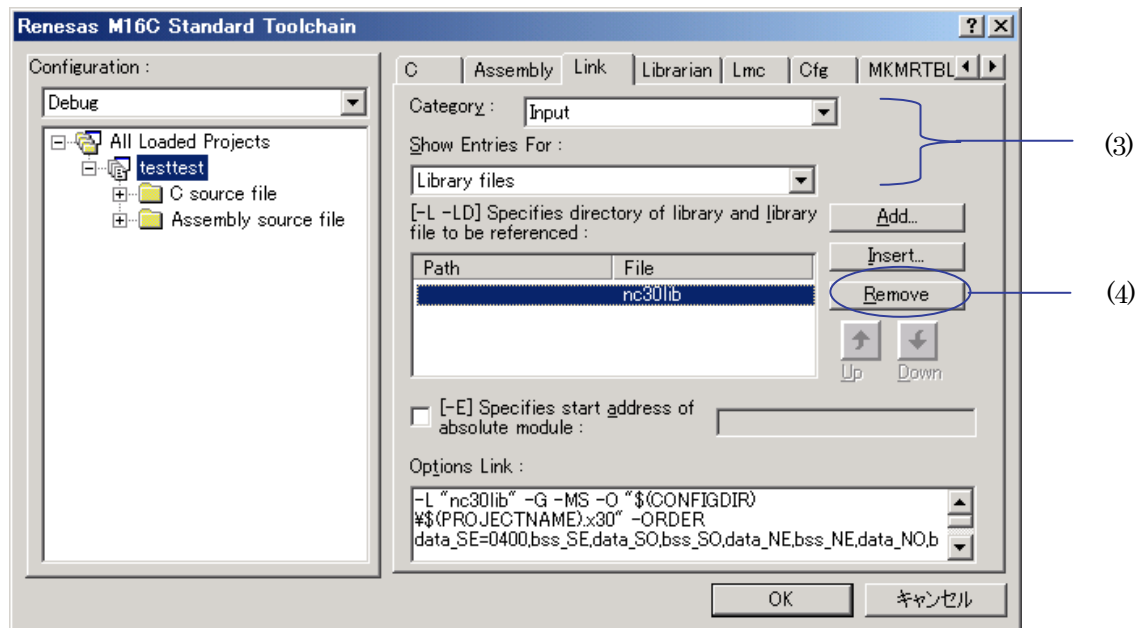 Renesas M16C Standard Toolchain
Configuration :
Debug
All Loaded Projects
testtest
C source file
Assembly source file
C Assembly Link Librarian Lmc Cfg MKMRTBL
Category : Input
Show Entries For :
Library files
[-L -LD] Specifies directory of library and library
file to be referenced :
Path File
nc30lib
Add...
Insert...
Remove
Up Down
[-E] Specifies start address of
absolute module :
Options Link :
-L "nc30lib" -G -MS -O "$(CONFIGDIR)
¥$(PROJECTNAME).x30" -ORDER
data_SE=0400,bss_SE,data_SO,bss_SO,data_NE,bss_NE,data_NO,b
OK キャンセル
(3)
(4)